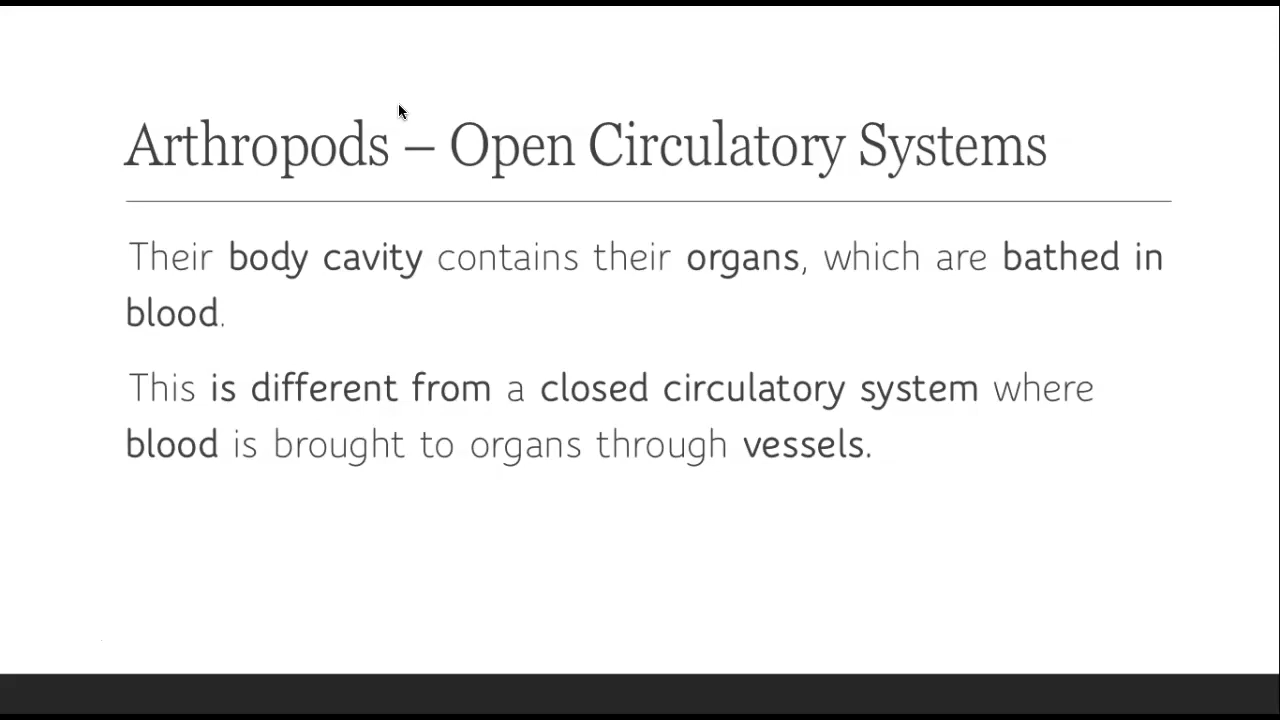 Arthropods – Open Circulatory Systems
Their body cavity contains their organs, which are bathed in
blood.
This is different from a closed circulatory system where
blood is brought to organs through vessels.